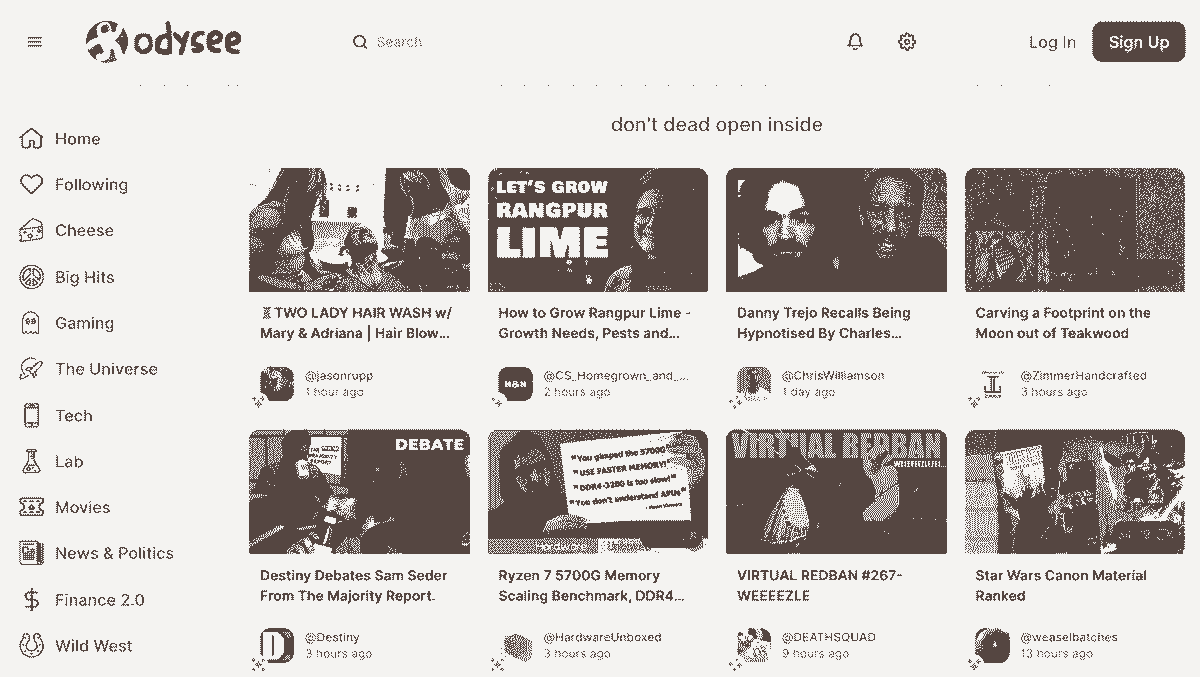 odysee
Search
Log In
Sign Up
don't dead open inside
Home
Following
Cheese
Big Hits
Gaming
The Universe
Tech
Lab
Movies
News & Politics
Finance 2.0
Wild West
TWO LADY HAIR WASH w/
Mary & Adriana | Hair Blow...
@jasonrupp
1 hour ago
LET'S GROW
RANGPUR
LIME
How to Grow Rangpur Lime -
Growth Needs, Pests and...
H&N
@CS_Homegrown_and_...
2 hours ago
Danny Trejo Recalls Being
Hypnotised By Charles...
@ChrisWilliamson
1 day ago
Carving a Footprint on the
Moon out of Teakwood
@ZimmerHandcrafted
3 hours ago
DEBATE
Destiny Debates Sam Seder
From The Majority Report.
D
@Destiny
3 hours ago
"You gimped the 5700G"
"USE FASTER MEMORY!"
"DDR4-3200 is too slow!"
"You don't understand APUs"
Ryzen 7 5700G Memory
Scaling Benchmark, DDR4...
@HardwareUnboxed
3 hours ago
VIRTUAL REDBAN
WEEEEZLE...
VIRTUAL REDBAN #267-
WEEEEZLE
@DEATHSQUAD
9 hours ago
Star Wars Canon Material
Ranked
@weaselbatches
13 hours ago